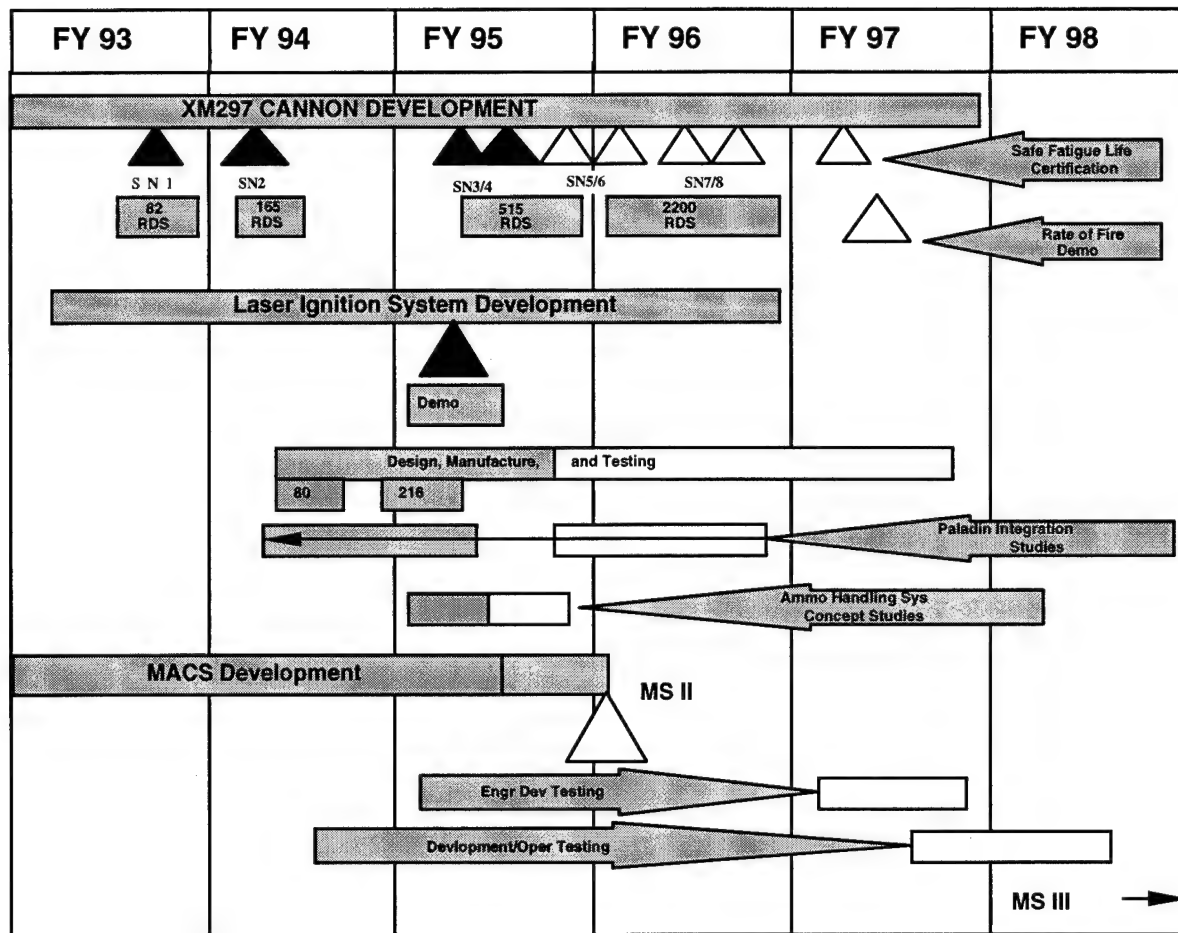 FY 93 FY 94 FY 95 FY 96 FY 97 FY 98
XM297 CANNON DEVELOPMENT
Safe Fatigue Life
Certification
S N 1 SN2 SN3/4 SN5/6 SN7/8
82
RDS
165
RDS
515
RDS
2200
RDS
Rate of Fire
Demo
Laser Ignition System Development
Demo
Design, Manufacture, and Testing
80 216
Paladin Integration
Studies
Ammo Handling Sys
Concept Studies
MACS Development
MS II
Engr Dev Testing
Devlopment/Oper Testing
MS III